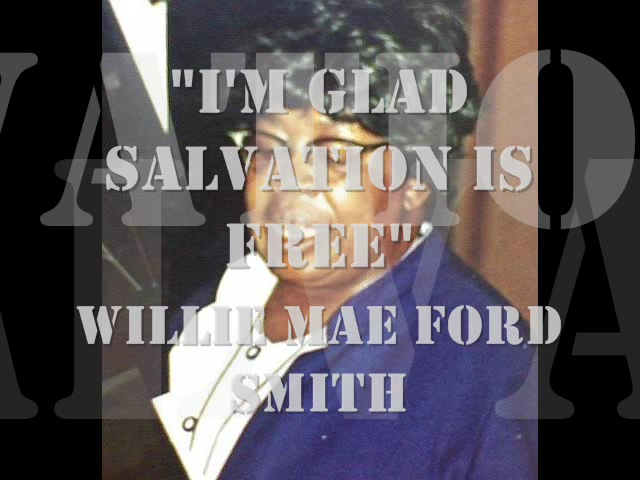 "I'M GLAD
SALVATION IS
FREE"
WILLIE MAE FORD
SMITH